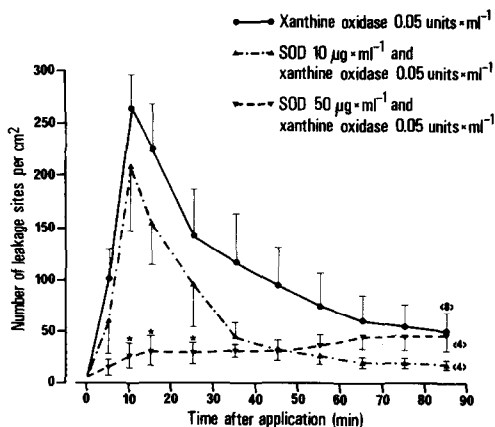 Xanthine oxidase 0.05 units×ml⁻¹
SOD 10 µg×ml⁻¹ and
xanthine oxidase 0.05 units×ml⁻¹
SOD 50 µg×ml⁻¹ and
xanthine oxidase 0.05 units×ml⁻¹
Number of leakage sites per cm²
300
250
200
150
100
50
0
* * *
(8)
(4)
(4)
0 10 20 30 40 50 60 70 80 90
Time after application (min)